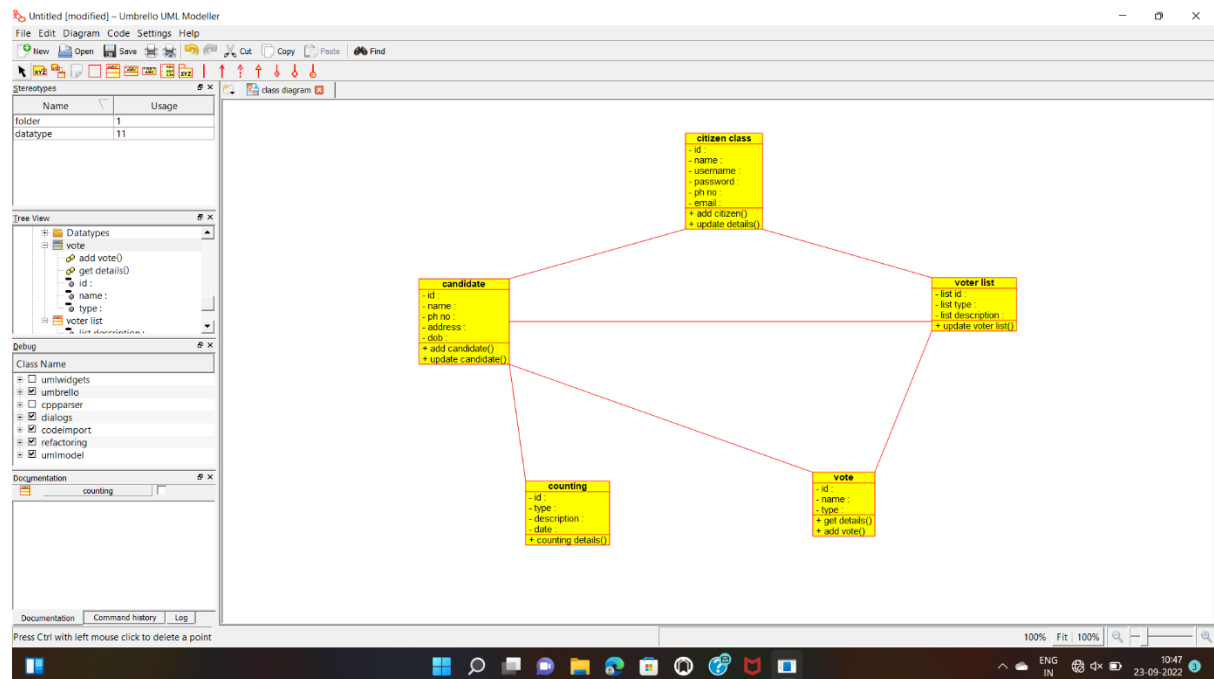 Untitled [modified] – Umbrello UML Modeller
File Edit Diagram Code Settings Help
New Open Save Cut Copy Paste Find
Stereotypes
class diagram
Name Usage
folder 1
datatype 11
Tree View
Datatypes
vote
add vote()
get details()
id :
name :
type :
voter list
list description :
Debug
Class Name
umlwidgets
umbrello
cppparser
dialogs
codeimport
refactoring
umlmodel
Documentation
counting
Documentation Command history Log
citizen class
- id :
- name :
- username :
- password :
- ph no :
- email :
+ add citizen()
+ update details()
candidate
- id :
- name :
- ph no :
- address :
- dob :
+ add candidate()
+ update candidate()
voter list
- list id :
- list type :
- list description :
+ update voter list()
counting
- id :
- type :
- description :
- date :
+ counting details()
vote
- id :
- name :
- type :
+ get details()
+ add vote()
Press Ctrl with left mouse click to delete a point
100% Fit 100%
ENG
IN
10:47
23-09-2022
3